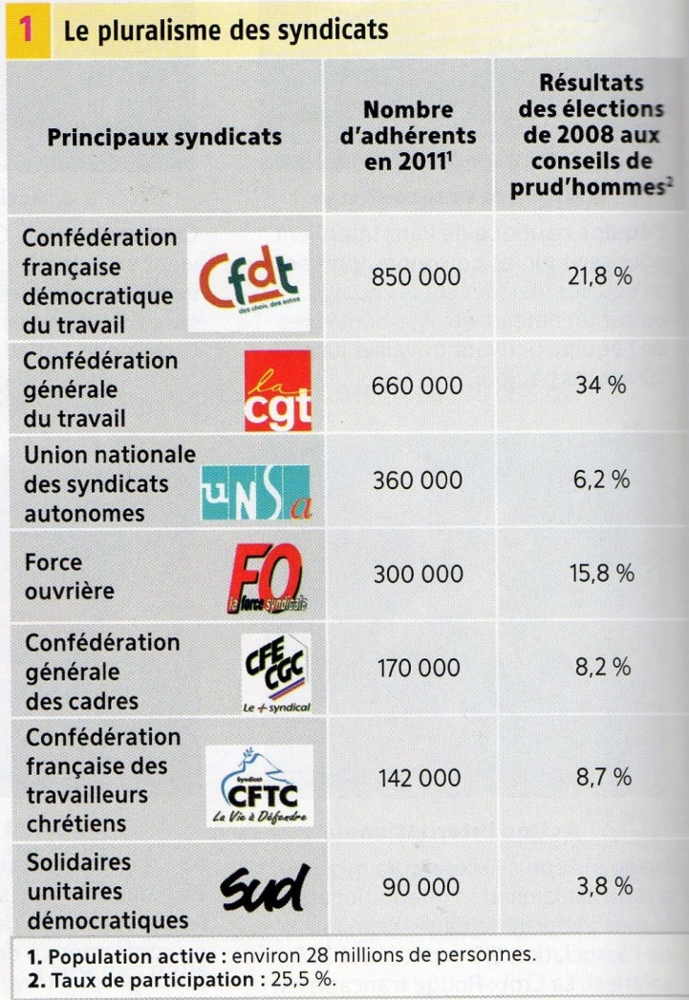 1 Le pluralisme des syndicats
Principaux syndicats
Nombre
d'adhérents
en 2011¹
Résultats
des élections
de 2008 aux
conseils de
prud'hommes²
Confédération
française
démocratique
du travail
Cfdt
des choix, des actes
850 000
21,8 %
Confédération
générale
du travail
la
cgt
660 000
34 %
Union nationale
des syndicats
autonomes
uNSa
360 000
6,2 %
Force
ouvrière
FO
la force syndicale
300 000
15,8 %
Confédération
générale
des cadres
CFE
CGC
Le + syndical
170 000
8,2 %
Confédération
française des
travailleurs
chrétiens
Syndicat
CFTC
La Vie à Défendre
142 000
8,7 %
Solidaires
unitaires
démocratiques
Sud
90 000
3,8 %
1. Population active : environ 28 millions de personnes.
2. Taux de participation : 25,5 %.